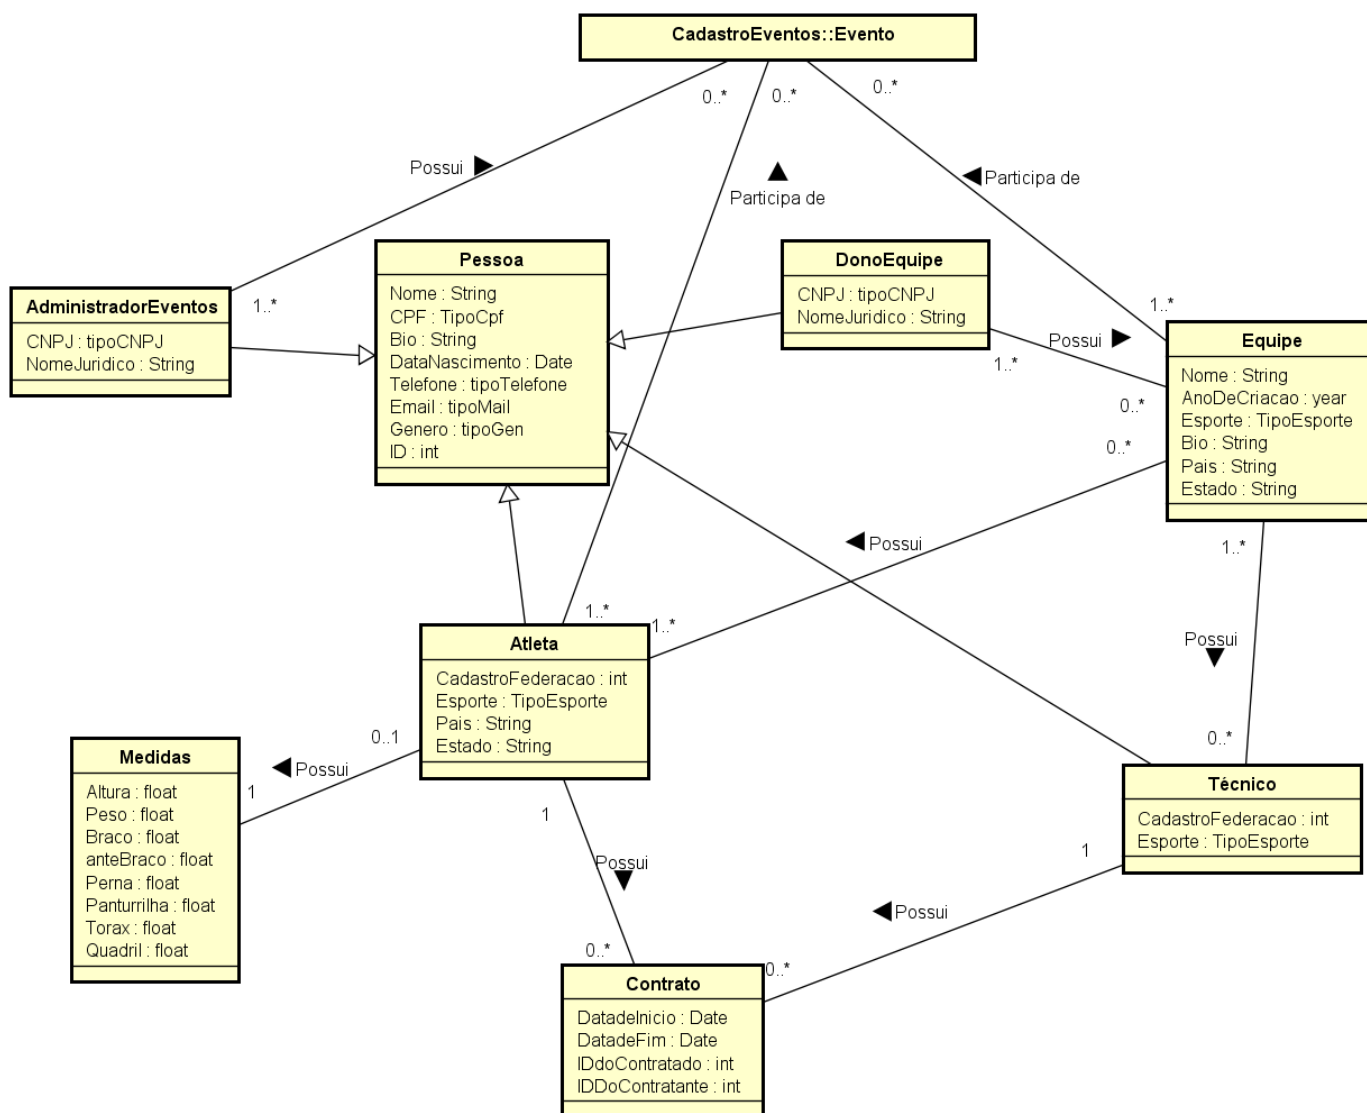 CadastroEventos::Evento
0..*
0..*
0..*
Possui
Participa de
Participa de
Pessoa
Nome : String
CPF : TipoCpf
Bio : String
DataNascimento : Date
Telefone : tipoTelefone
Email : tipoMail
Genero : tipoGen
ID : int
DonoEquipe
CNPJ : tipoCNPJ
NomeJuridico : String
AdministradorEventos
CNPJ : tipoCNPJ
NomeJuridico : String
1..*
1..*
Possui
1..*
0..*
0..*
Equipe
Nome : String
AnoDeCriacao : year
Esporte : TipoEsporte
Bio : String
Pais : String
Estado : String
Possui
1..*
1..*
1..*
Possui
Atleta
CadastroFederacao : int
Esporte : TipoEsporte
Pais : String
Estado : String
0..1
Possui
1
0..*
Medidas
Altura : float
Peso : float
Braco : float
anteBraco : float
Perna : float
Panturrilha : float
Torax : float
Quadril : float
Técnico
CadastroFederacao : int
Esporte : TipoEsporte
1
Possui
1
Possui
0..*
0..*
Contrato
DatadeInicio : Date
DatadeFim : Date
IDdoContratado : int
IDDoContratante : int